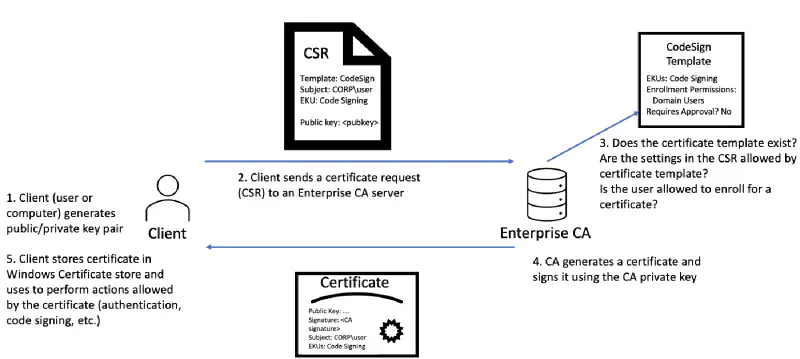 CSR
Template: CodeSign
Subject: CORP\user
EKU: Code Signing
Public key: <pubkey>
CodeSign
Template
EKUs: Code Signing
Enrollment Permissions:
Domain Users
Requires Approval? No
1. Client (user or
computer) generates
public/private key pair
Client
2. Client sends a certificate request
(CSR) to an Enterprise CA server
Enterprise CA
3. Does the certificate template exist?
Are the settings in the CSR allowed by
certificate template?
Is the user allowed to enroll for a
certificate?
4. CA generates a certificate and
signs it using the CA private key
5. Client stores certificate in
Windows Certificate store and
uses to perform actions allowed
by the certificate (authentication,
code signing, etc.)
Certificate
Public Key: ...
Signature: <CA
signature>
Subject: CORP\user
EKUs: Code Signing